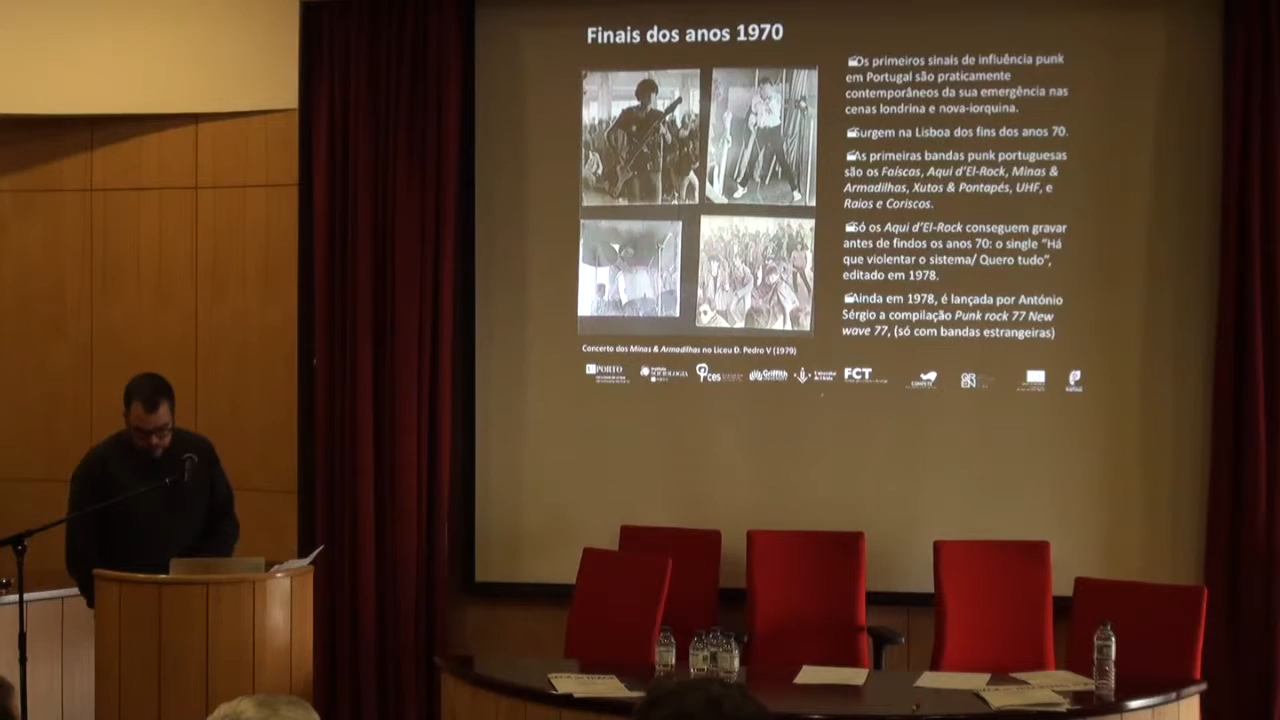 Finais dos anos 1970
Os primeiros sinais de influência punk
em Portugal são praticamente
contemporâneos da sua emergência nas
cenas londrina e nova-iorquina.
Surgem na Lisboa dos fins dos anos 70.
As primeiras bandas punk portuguesas
são os Faíscas, Aqui d'El-Rock, Minas &
Armadilhas, Xutos & Pontapés, UHF, e
Raios e Coriscos.
Só os Aqui d'El-Rock conseguem gravar
antes de findos os anos 70: o single "Há
que violentar o sistema/ Quero tudo",
editado em 1978.
Ainda em 1978, é lançada por António
Sérgio a compilação Punk rock 77 New
wave 77, (só com bandas estrangeiras)
Concerto dos Minas & Armadilhas no Liceu D. Pedro V (1979)
PORTO
SOCIOLOGIA
ces
Griffith
FCT
COMPETE